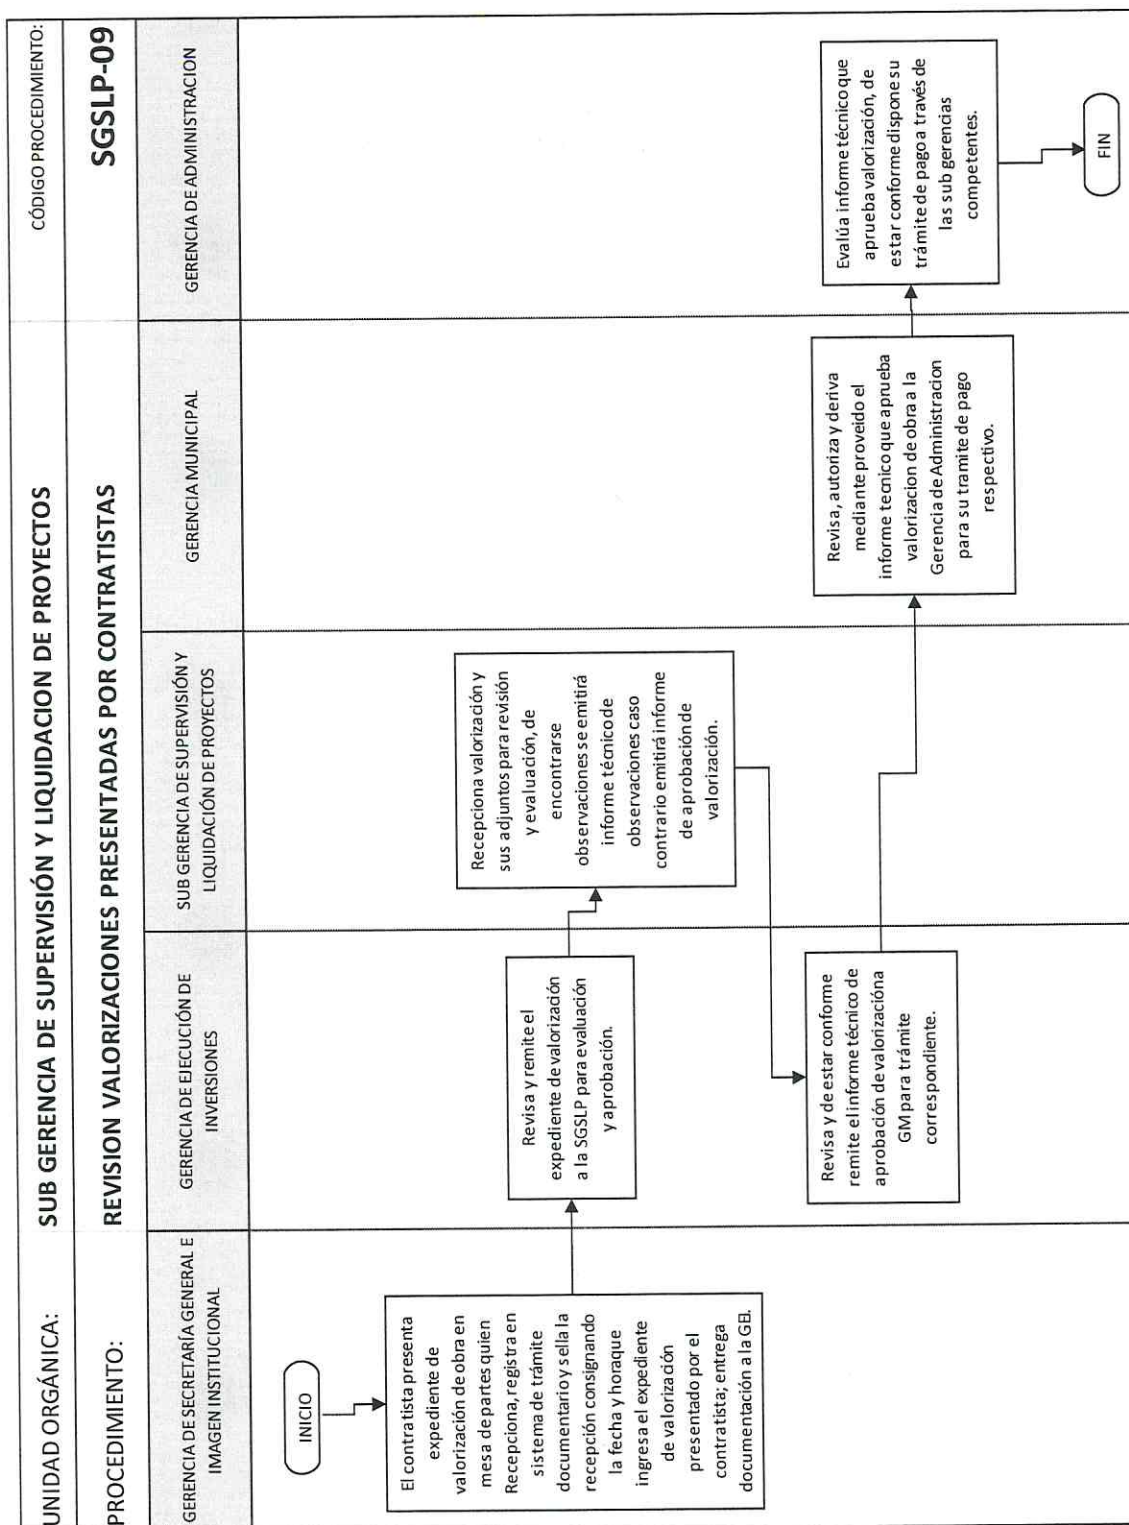 UNIDAD ORGÁNICA: SUB GERENCIA DE SUPERVISIÓN Y LIQUIDACION DE PROYECTOS
CÓDIGO PROCEDIMIENTO:
PROCEDIMIENTO: REVISION VALORIZACIONES PRESENTADAS POR CONTRATISTAS
SGSLP-09
GERENCIA DE SECRETARÍA GENERAL E
IMAGEN INSTITUCIONAL
GERENCIA DE EJECUCIÓN DE
INVERSIONES
SUB GERENCIA DE SUPERVISIÓN Y
LIQUIDACIÓN DE PROYECTOS
GERENCIA MUNICIPAL
GERENCIA DE ADMINISTRACION
INICIO
El contratista presenta
expediente de
valorización de obra en
mesa de partes quien
Recepciona, registra en
sistema de trámite
documentario y sella la
recepción consignando
la fecha y hora que
ingresa el expediente
de valorización
presentado por el
contratista; entrega
documentación a la GEI.
Revisa y remite el
expediente de valorización
a la SGSLP para evaluación
y aprobación.
Recepciona valorización y
sus adjuntos para revisión
y evaluación, de
encontrarse
observaciones se emitirá
informe técnico de
observaciones caso
contrario emitirá informe
de aprobación de
valorización.
Revisa y de estar conforme
remite el informe técnico de
aprobación de valorización a
GM para trámite
correspondiente.
Revisa, autoriza y deriva
mediante proveido el
informe tecnico que aprueba
valorizacion de obra a la
Gerencia de Administracion
para su tramite de pago
respectivo.
Evalúa informe técnico que
aprueba valorización, de
estar conforme dispone su
trámite de pago a través de
las sub gerencias
competentes.
FIN